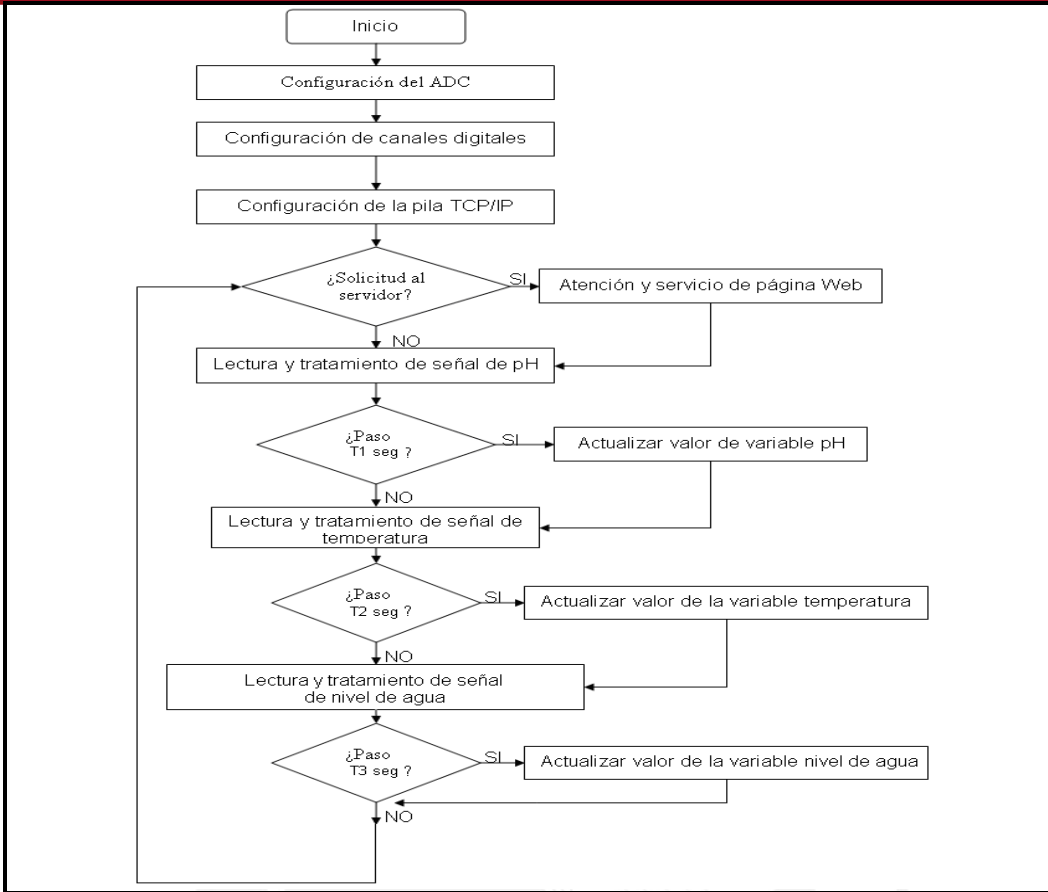 Inicio
Configuración del ADC
Configuración de canales digitales
Configuración de la pila TCP/IP
¿Solicitud al
servidor?
SI
Atención y servicio de página Web
NO
Lectura y tratamiento de señal de pH
¿Paso
T1 seg ?
SI
Actualizar valor de variable pH
NO
Lectura y tratamiento de señal de
temperatura
¿Paso
T2 seg ?
SI
Actualizar valor de la variable temperatura
NO
Lectura y tratamiento de señal
de nivel de agua
¿Paso
T3 seg ?
SI
Actualizar valor de la variable nivel de agua
NO